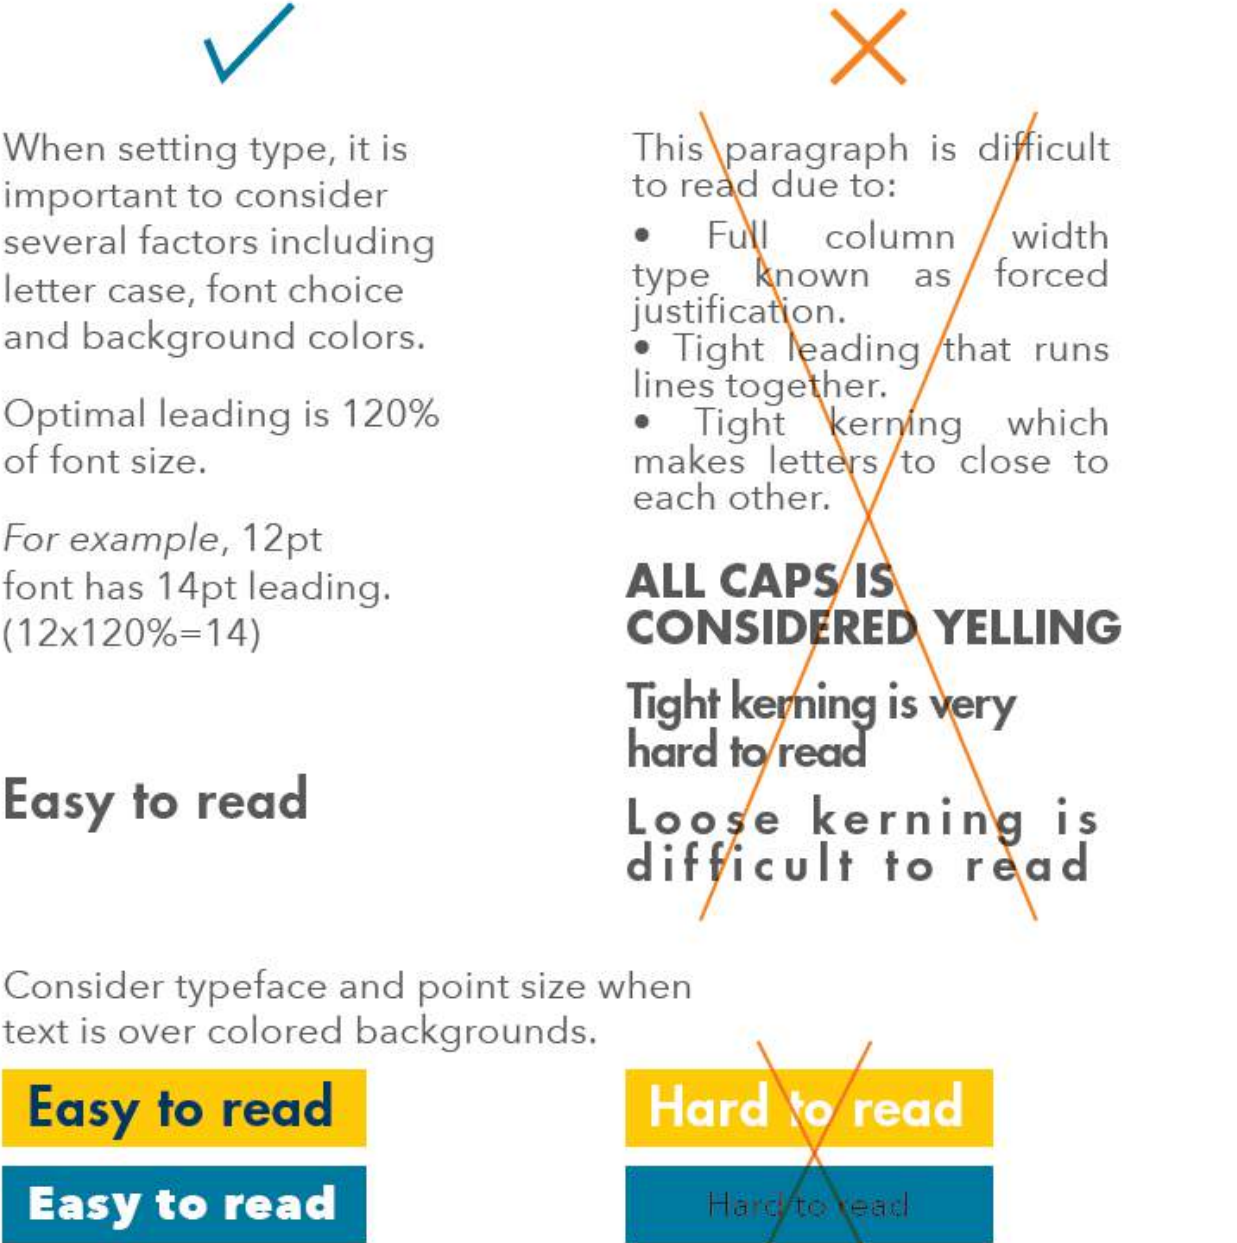 When setting type, it is
important to consider
several factors including
letter case, font choice
and background colors.
Optimal leading is 120%
of font size.
For example, 12pt
font has 14pt leading.
(12x120%=14)
Easy to read
This paragraph is difficult
to read due to:
• Full column width
type known as forced
justification.
• Tight leading that runs
lines together.
• Tight kerning which
makes letters to close to
each other.
ALL CAPS IS
CONSIDERED YELLING
Tight kerning is very
hard to read
Loose kerning is
difficult to read
Consider typeface and point size when
text is over colored backgrounds.
Easy to read
Hard to read
Easy to read
Hard to read